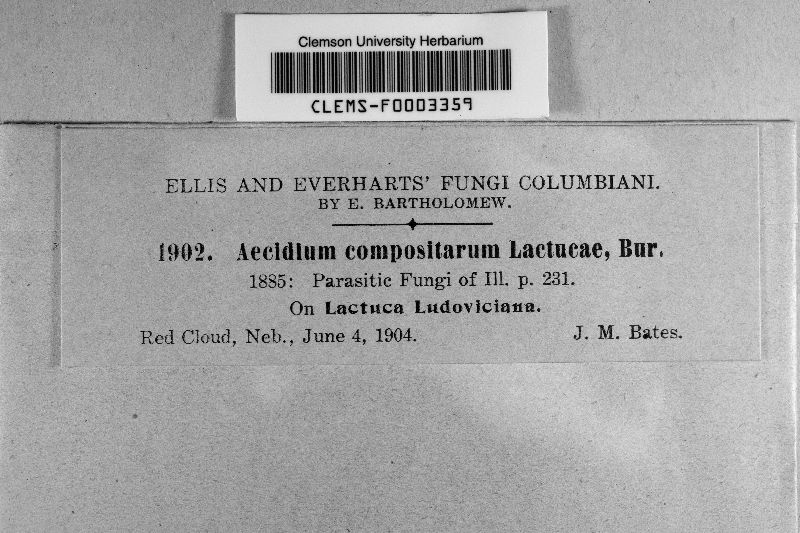 Clemson University Herbarium
CLEMS-F0003359
ELLIS AND EVERHARTS' FUNGI COLUMBIANI.
BY E. BARTHOLOMEW.
1902. Aecidium compositarum Lactucae, Bur.
1885: Parasitic Fungi of Ill. p. 231.
On Lactuca Ludoviciana.
Red Cloud, Neb., June 4, 1904. J. M. Bates.